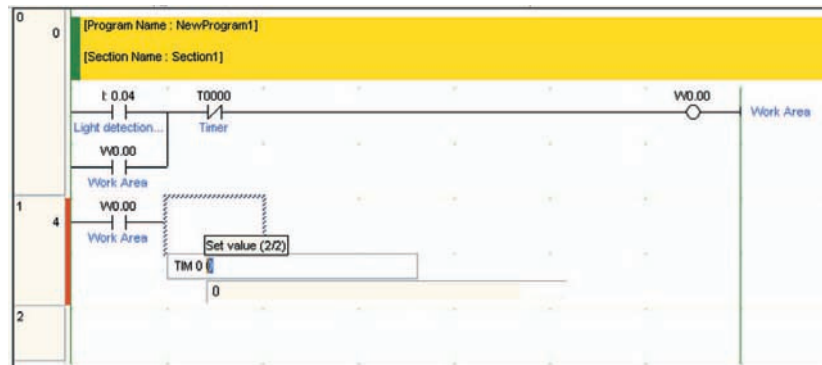 0
0
[Program Name : NewProgram1]
[Section Name : Section1]
I: 0.04 T0000 W0.00
Light detection... Timer Work Area
W0.00
Work Area
1
4
W0.00
Work Area
Set value (2/2)
TIM 0 0
0
2